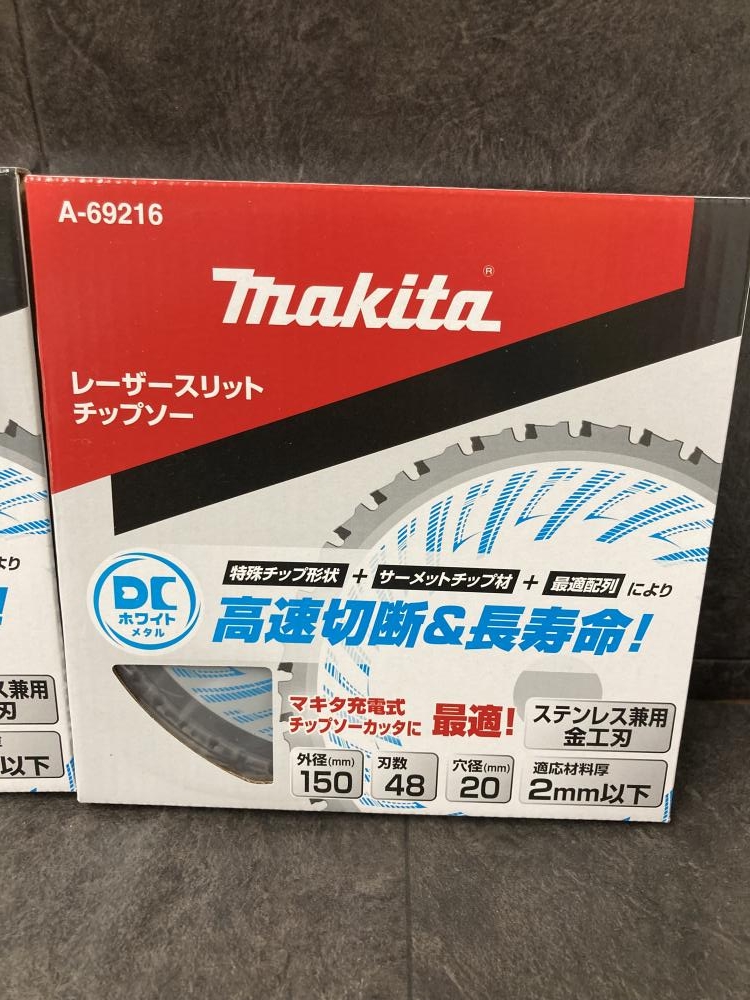 A-69216
makita®
レーザースリット
チップソー
DC
ホワイト
メタル
特殊チップ形状 + サーメットチップ材 + 最適配列 により
高速切断&長寿命!
マキタ充電式
チップソーカッタに 最適!
ステンレス兼用
金工刃
外径(mm)
150
刃数
48
穴径(mm)
20
適応材料厚
2mm以下
より
!
ス兼用
刃
以下